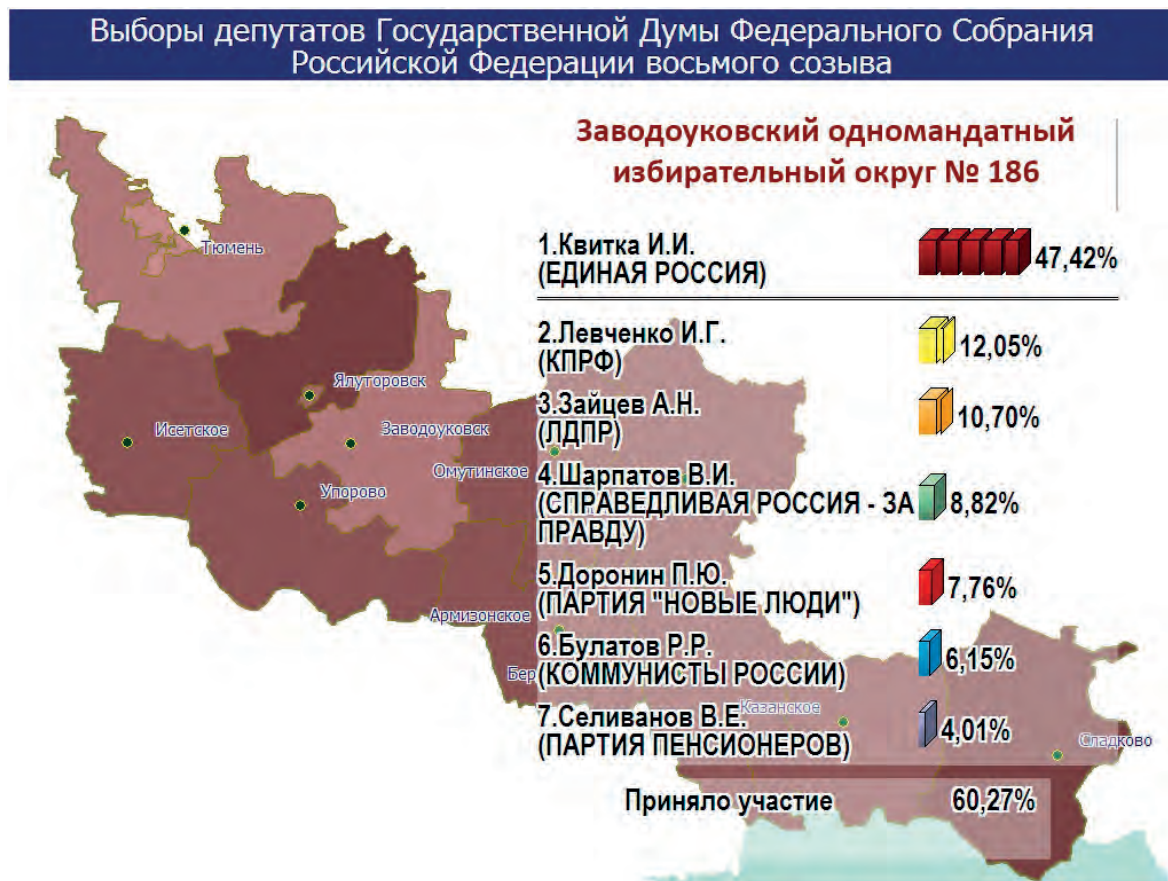 Выборы депутатов Государственной Думы Федерального Собрания
Российской Федерации восьмого созыва
Заводоуковский одномандатный
избирательный округ № 186
1.Квитка И.И.
(ЕДИНАЯ РОССИЯ)
47,42%
2.Левченко И.Г.
(КПРФ)
12,05%
3.Зайцев А.Н.
(ЛДПР)
10,70%
4.Шарпатов В.И.
(СПРАВЕДЛИВАЯ РОССИЯ - ЗА
ПРАВДУ)
8,82%
5.Доронин П.Ю.
(ПАРТИЯ "НОВЫЕ ЛЮДИ")
7,76%
6.Булатов Р.Р.
(КОММУНИСТЫ РОССИИ)
6,15%
7.Селиванов В.Е.
(ПАРТИЯ ПЕНСИОНЕРОВ)
4,01%
Приняло участие 60,27%
Тюмень
Ялуторовск
Исетское
Заводоуковск
Омутинское
Упорово
Армизонское
Казанское
Сладково